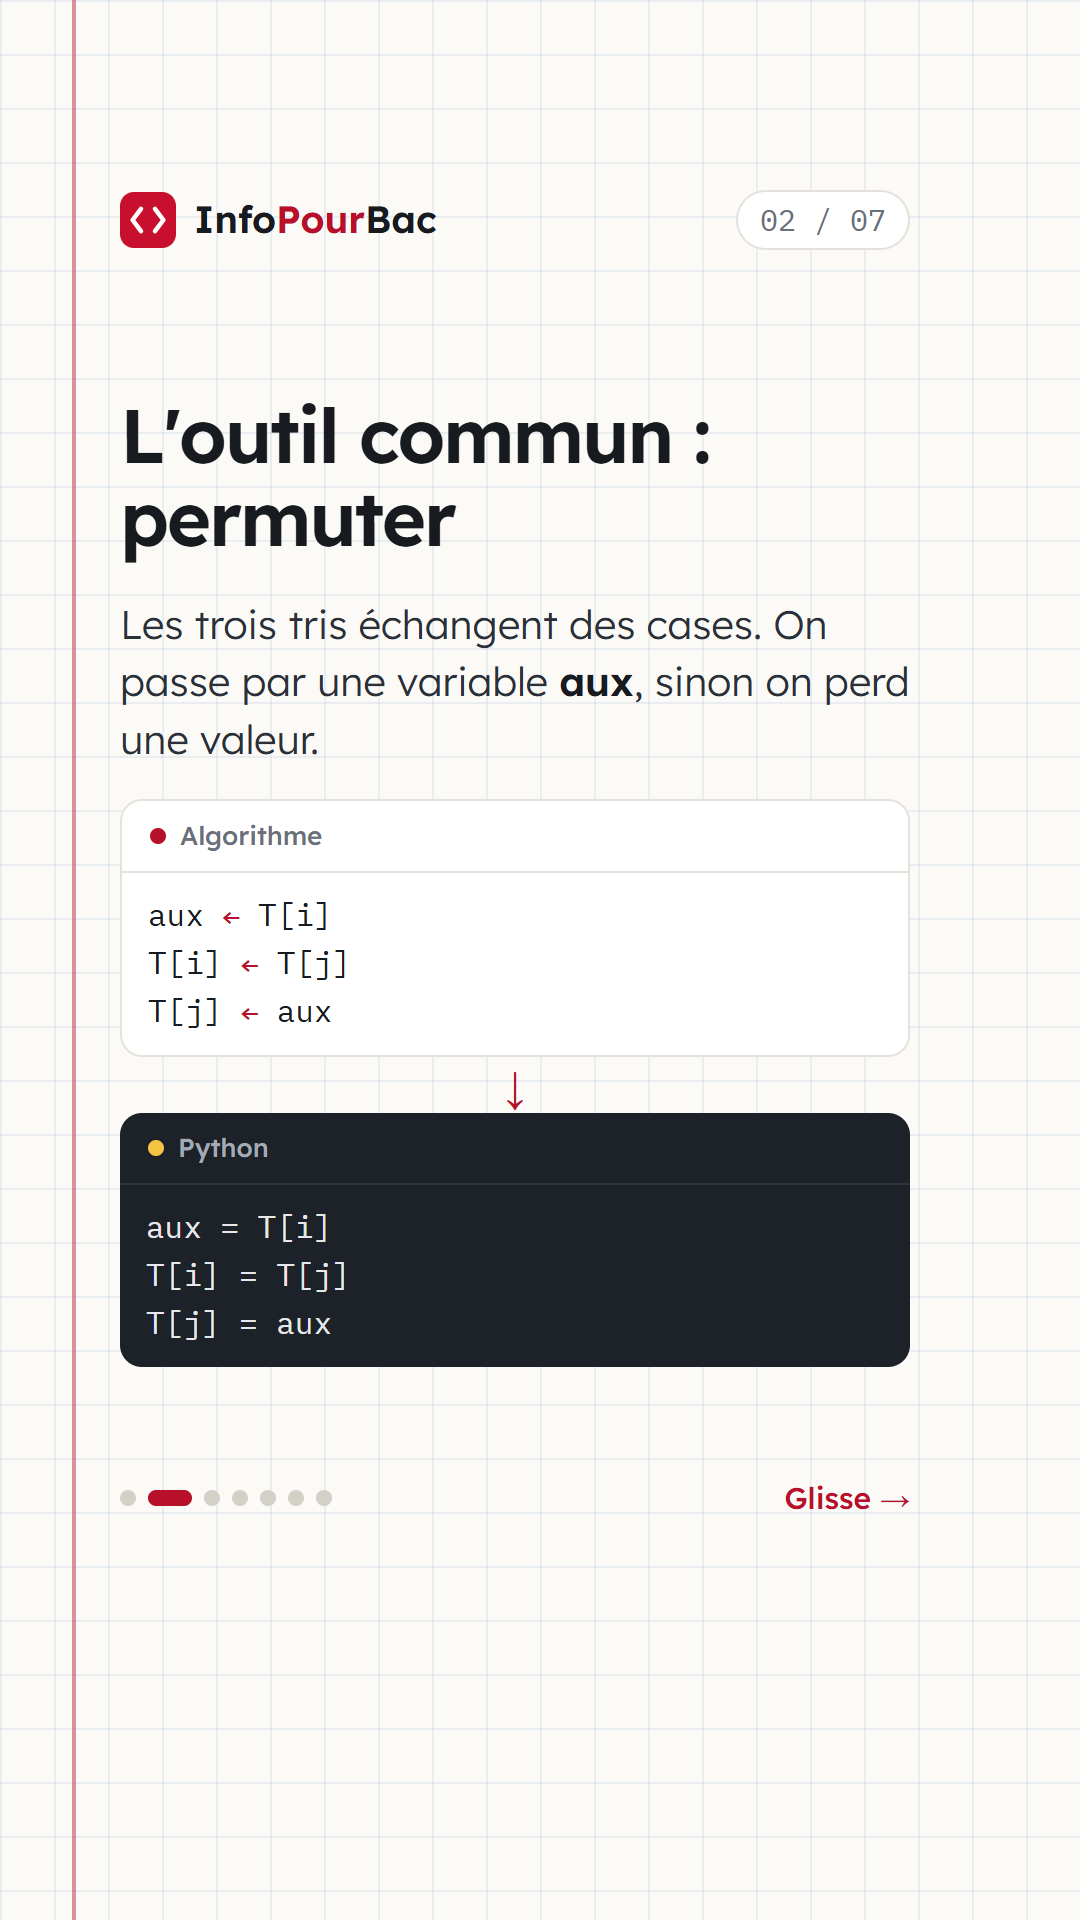 InfoPourBac
02 / 07
L'outil commun :
permuter
Les trois tris échangent des cases. On
passe par une variable aux, sinon on perd
une valeur.
Algorithme
aux ← T[i]
T[i] ← T[j]
T[j] ← aux
↓
Python
aux = T[i]
T[i] = T[j]
T[j] = aux
Glisse →